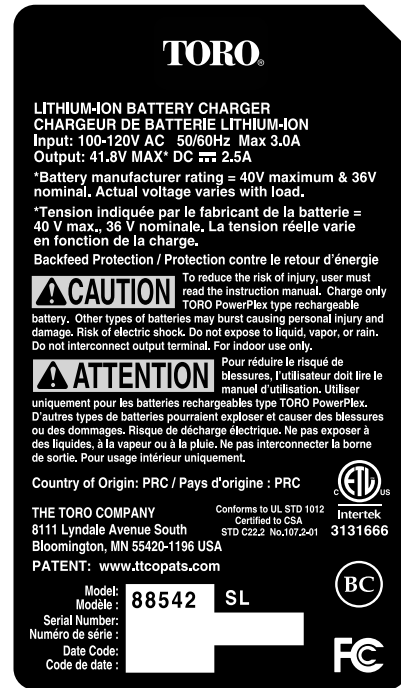 TORO®
LITHIUM-ION BATTERY CHARGER
CHARGEUR DE BATTERIE LITHIUM-ION
Input: 100-120V AC 50/60Hz Max 3.0A
Output: 41.8V MAX* DC ⎓ 2.5A
*Battery manufacturer rating = 40V maximum & 36V
nominal. Actual voltage varies with load.
*Tension indiquée par le fabricant de la batterie =
40 V max., 36 V nominale. La tension réelle varie
en fonction de la charge.
Backfeed Protection / Protection contre le retour d'énergie
CAUTION
To reduce the risk of injury, user must
read the instruction manual. Charge only
TORO PowerPlex type rechargeable
battery. Other types of batteries may burst causing personal injury and
damage. Risk of electric shock. Do not expose to liquid, vapor, or rain.
Do not interconnect output terminal. For indoor use only.
ATTENTION
Pour réduire le risqué de
blessures, l'utilisateur doit lire le
manuel d'utilisation. Utiliser
uniquement pour les batteries rechargeables type TORO PowerPlex.
D'autres types de batteries pourraient exploser et causer des blessures
ou des dommages. Risque de décharge électrique. Ne pas exposer à
des liquides, à la vapeur ou à la pluie. Ne pas interconnecter la borne
de sortie. Pour usage intérieur uniquement.
Country of Origin: PRC / Pays d'origine : PRC
THE TORO COMPANY
8111 Lyndale Avenue South
Bloomington, MN 55420-1196 USA
PATENT: www.ttcopats.com
Conforms to UL STD 1012
Certified to CSA
STD C22.2 No.107.2-01
C ETL US
Intertek
3131666
BC
Model:
Modèle :
88542 SL
Serial Number:
Numéro de série :
Date Code:
Code de date :
FC